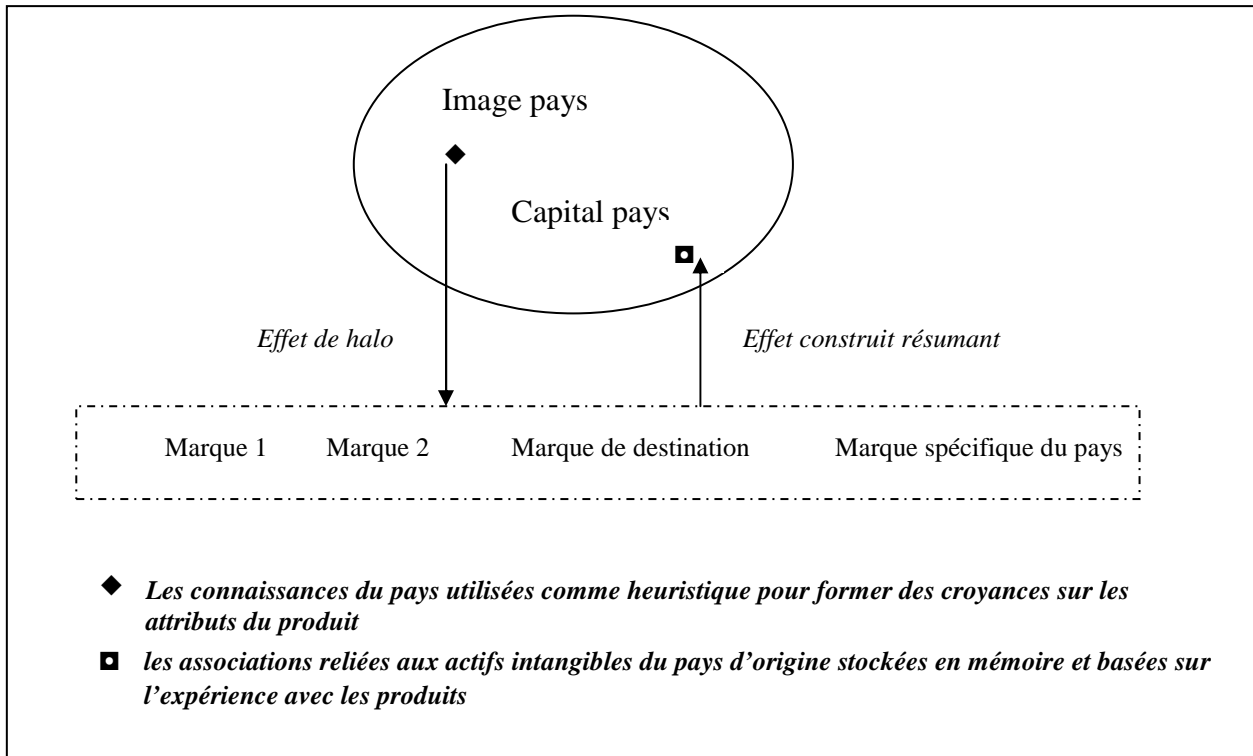 Image pays
Capital pays
Effet de halo
Effet construit résumant
Marque 1 Marque 2 Marque de destination Marque spécifique du pays
Les connaissances du pays utilisées comme heuristique pour former des croyances sur les
attributs du produit
les associations reliées aux actifs intangibles du pays d'origine stockées en mémoire et basées sur
l'expérience avec les produits